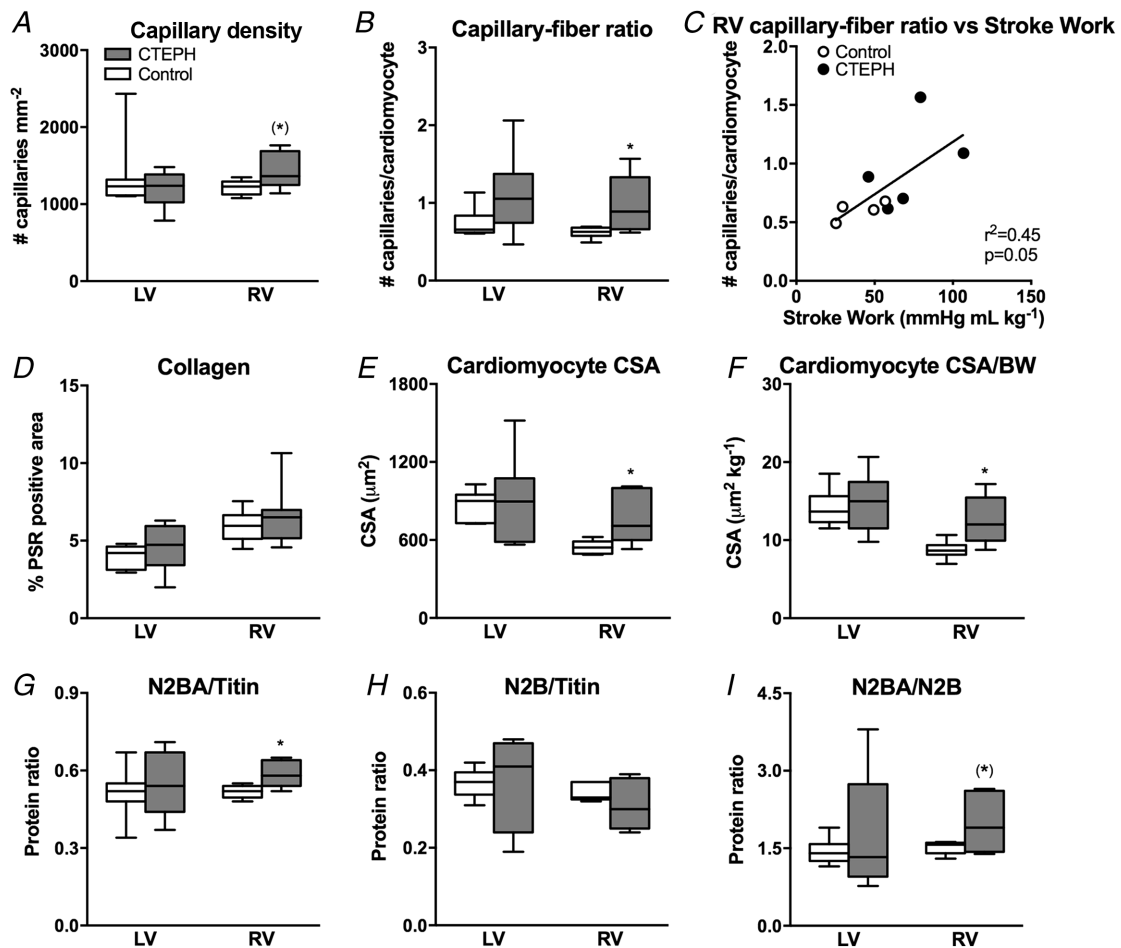 A Capillary density
3000
CTEPH
Control
2000
(*)
1000
0
# capillaries mm-2
LV RV
B Capillary-fiber ratio
3
2
*
1
0
# capillaries/cardiomyocyte
LV RV
C RV capillary-fiber ratio vs Stroke Work
2.0
Control
CTEPH
1.5
1.0
0.5
r2=0.45
p=0.05
0.0
# capillaries/cardiomyocyte
0 50 100 150
Stroke Work (mmHg mL kg-1)
D Collagen
15
10
5
0
% PSR positive area
LV RV
E Cardiomyocyte CSA
1800
1200
*
600
0
CSA (μm2)
LV RV
F Cardiomyocyte CSA/BW
30
20
*
10
0
CSA (μm2 kg-1)
LV RV
G N2BA/Titin
0.9
*
0.6
0.3
0.0
Protein ratio
LV RV
H N2B/Titin
0.6
0.4
0.2
0.0
Protein ratio
LV RV
I N2BA/N2B
4.5
3.0
(*)
1.5
0.0
Protein ratio
LV RV